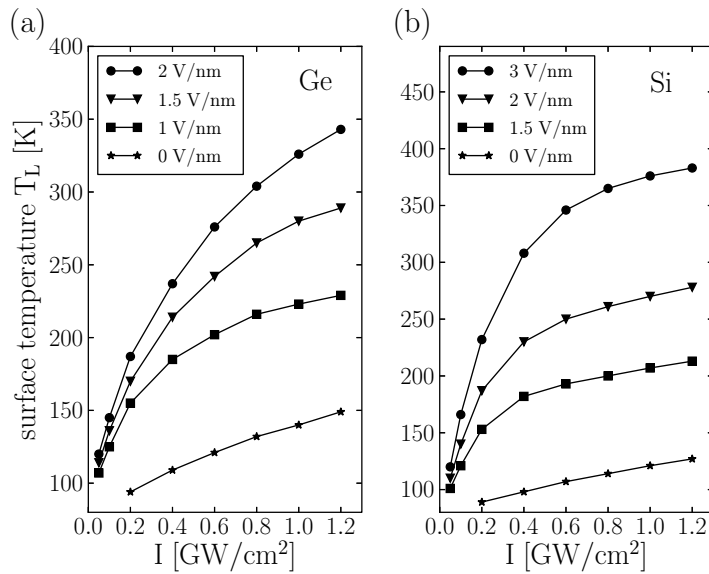 (a)
surface temperature T_L [K]
400
350
300
250
200
150
100
2 V/nm
1.5 V/nm
1 V/nm
0 V/nm
Ge
0.0 0.2 0.4 0.6 0.8 1.0 1.2
I [GW/cm²]
(b)
450
400
350
300
250
200
150
100
3 V/nm
2 V/nm
1.5 V/nm
0 V/nm
Si
0.0 0.2 0.4 0.6 0.8 1.0 1.2
I [GW/cm²]